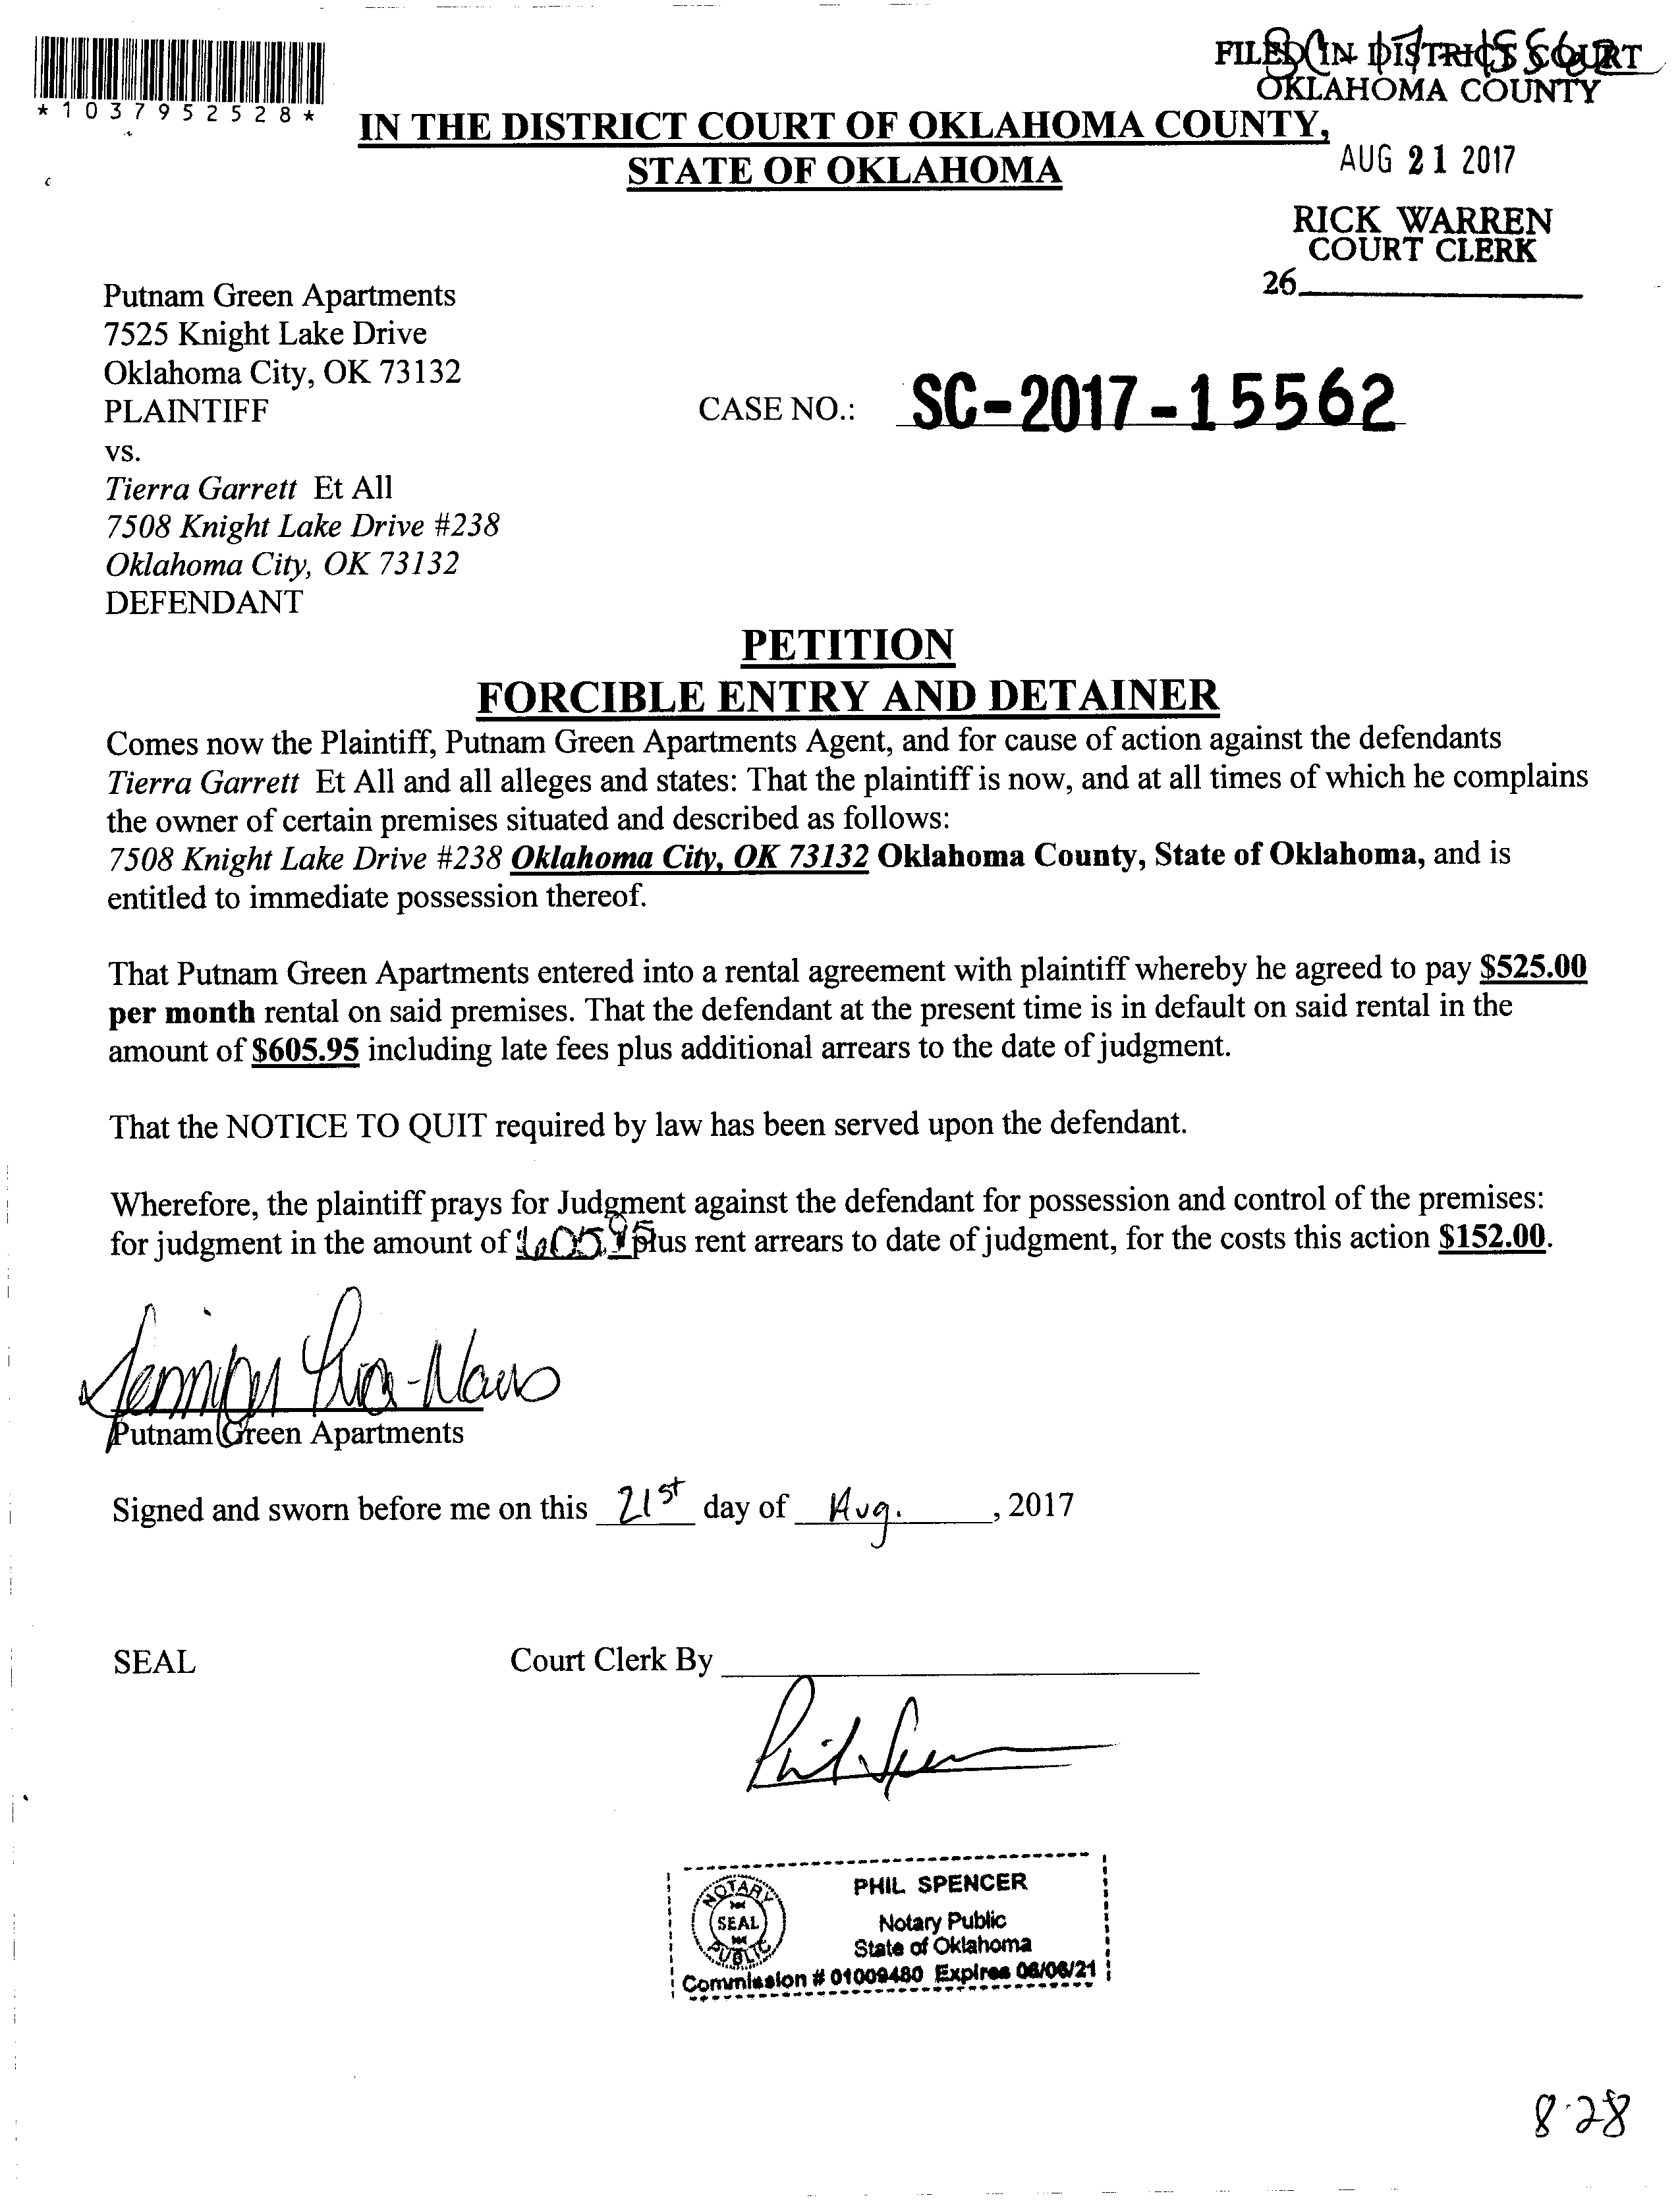 FILED IN DISTRICT COURT
OKLAHOMA COUNTY
*1037952528*
IN THE DISTRICT COURT OF OKLAHOMA COUNTY,
STATE OF OKLAHOMA
AUG 21 2017
RICK WARREN
COURT CLERK
26
Putnam Green Apartments
7525 Knight Lake Drive
Oklahoma City, OK 73132
PLAINTIFF
CASE NO.: SC-2017-15562
vs.
Tierra Garrett Et All
7508 Knight Lake Drive #238
Oklahoma City, OK 73132
DEFENDANT
PETITION
FORCIBLE ENTRY AND DETAINER
Comes now the Plaintiff, Putnam Green Apartments Agent, and for cause of action against the defendants
Tierra Garrett Et All and all alleges and states: That the plaintiff is now, and at all times of which he complains
the owner of certain premises situated and described as follows:
7508 Knight Lake Drive #238 Oklahoma City, OK 73132 Oklahoma County, State of Oklahoma, and is
entitled to immediate possession thereof.
That Putnam Green Apartments entered into a rental agreement with plaintiff whereby he agreed to pay $525.00
per month rental on said premises. That the defendant at the present time is in default on said rental in the
amount of $605.95 including late fees plus additional arrears to the date of judgment.
That the NOTICE TO QUIT required by law has been served upon the defendant.
Wherefore, the plaintiff prays for Judgment against the defendant for possession and control of the premises:
for judgment in the amount of 605.95 plus rent arrears to date of judgment, for the costs this action $152.00.
Putnam Green Apartments
Signed and sworn before me on this 21st day of Aug. , 2017
SEAL Court Clerk By
Phil Spencer
NOTARY PUBLIC SEAL
PHIL SPENCER
Notary Public
State of Oklahoma
Commission # 01009480 Expires 06/06/21
8-28